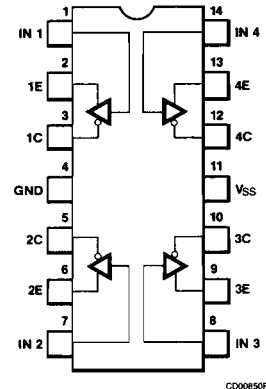 1 14
IN 1 IN 4
2 13
1E 4E
3 12
1C 4C
4 11
GND VSS
5 10
2C 3C
6 9
2E 3E
7 8
IN 2 IN 3
CD00850F